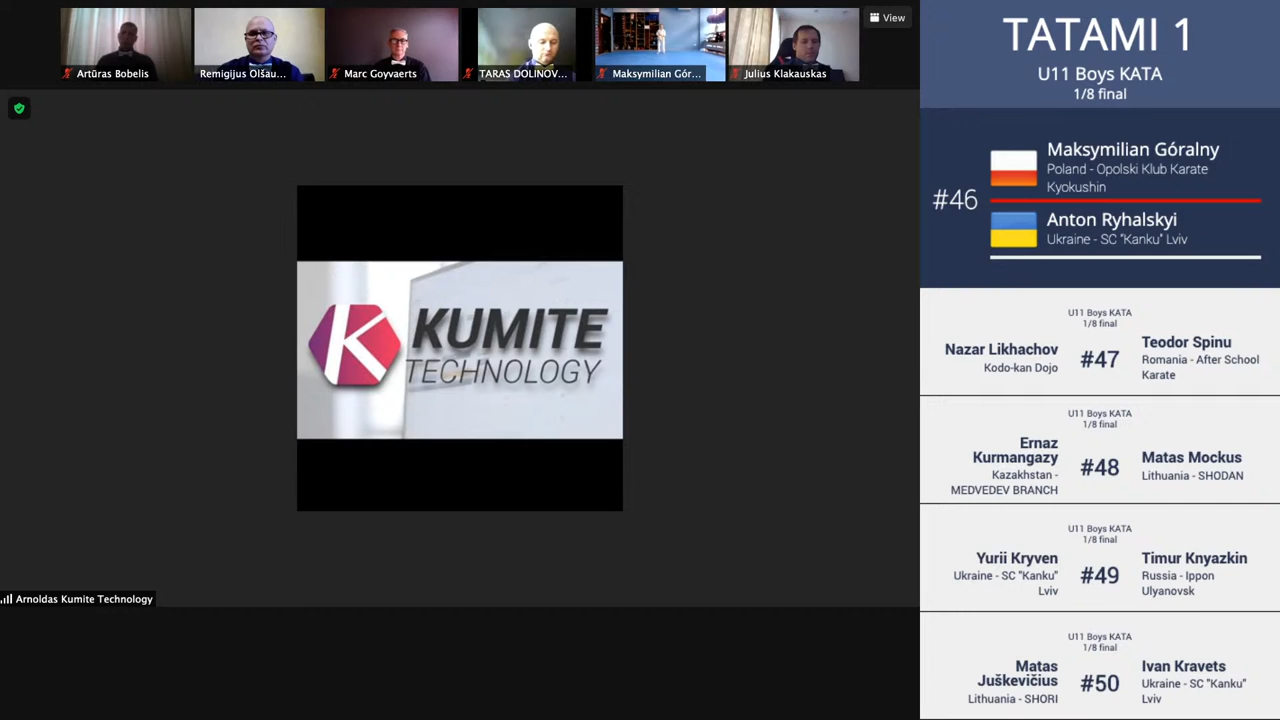 View
Artūras Bobelis
Remigijus Olšau...
Marc Goyvaerts
TARAS DOLINOV...
Maksymilian Gór...
Julius Klakauskas
KUMITE
TECHNOLOGY
Arnoldas Kumite Technology
TATAMI 1
U11 Boys KATA
1/8 final
#46
Maksymilian Góralny
Poland - Opolski Klub Karate
Kyokushin
Anton Ryhalskyi
Ukraine - SC "Kanku" Lviv
U11 Boys KATA
1/8 final
Nazar Likhachov
Kodo-kan Dojo
#47
Teodor Spinu
Romania - After School
Karate
U11 Boys KATA
1/8 final
Ernaz
Kurmangazy
Kazakhstan -
MEDVEDEV BRANCH
#48
Matas Mockus
Lithuania - SHODAN
U11 Boys KATA
1/8 final
Yurii Kryven
Ukraine - SC "Kanku"
Lviv
#49
Timur Knyazkin
Russia - Ippon
Ulyanovsk
U11 Boys KATA
1/8 final
Matas
Juškevičius
Lithuania - SHORI
#50
Ivan Kravets
Ukraine - SC "Kanku"
Lviv